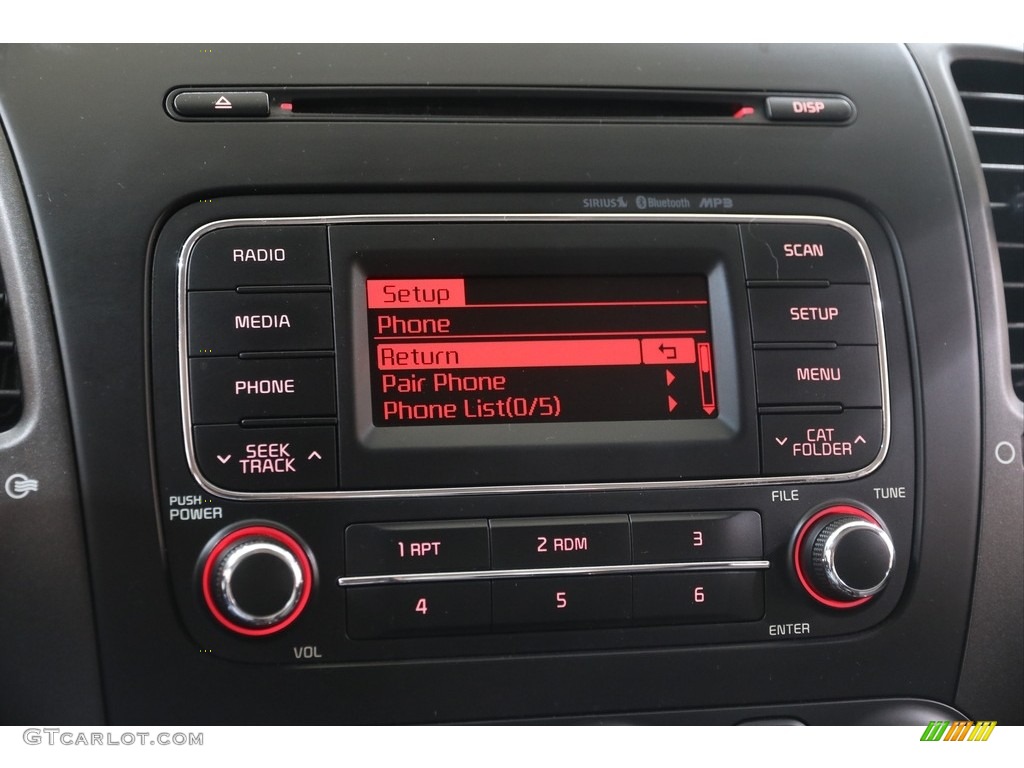 DISP
SIRIUS Bluetooth MP3
RADIO
MEDIA
PHONE
SEEK
TRACK
Setup
Phone
Return
Pair Phone
Phone List(0/5)
SCAN
SETUP
MENU
CAT
FOLDER
PUSH
POWER
VOL
1 RPT
2 RDM
3
4
5
6
FILE
TUNE
ENTER
GTCARLOT.COM